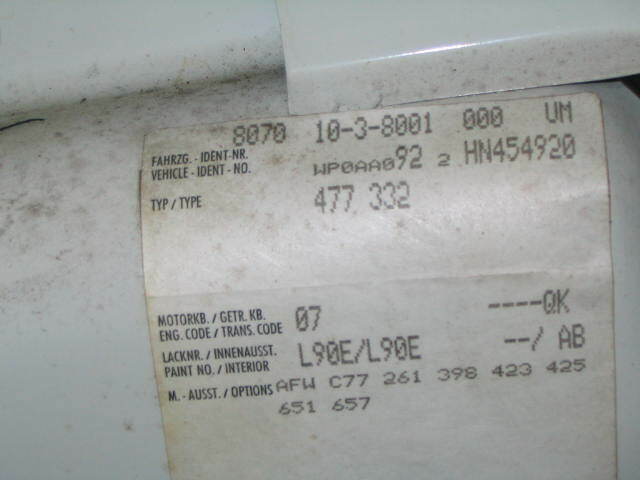 8070 10-3-8001 000 UM
FAHRZG. - IDENT-NR.
VEHICLE - IDENT - NO. WP0AA092 2 HN454920
TYP / TYPE 477 332
MOTORKB. / GETR. KB.
ENG. CODE / TRANS. CODE 07 ----QK
LACKNR. / INNENAUSST.
PAINT NO. / INTERIOR L90E/L90E --/ AB
M. - AUSST. / OPTIONS AFW C77 261 398 423 425
651 657